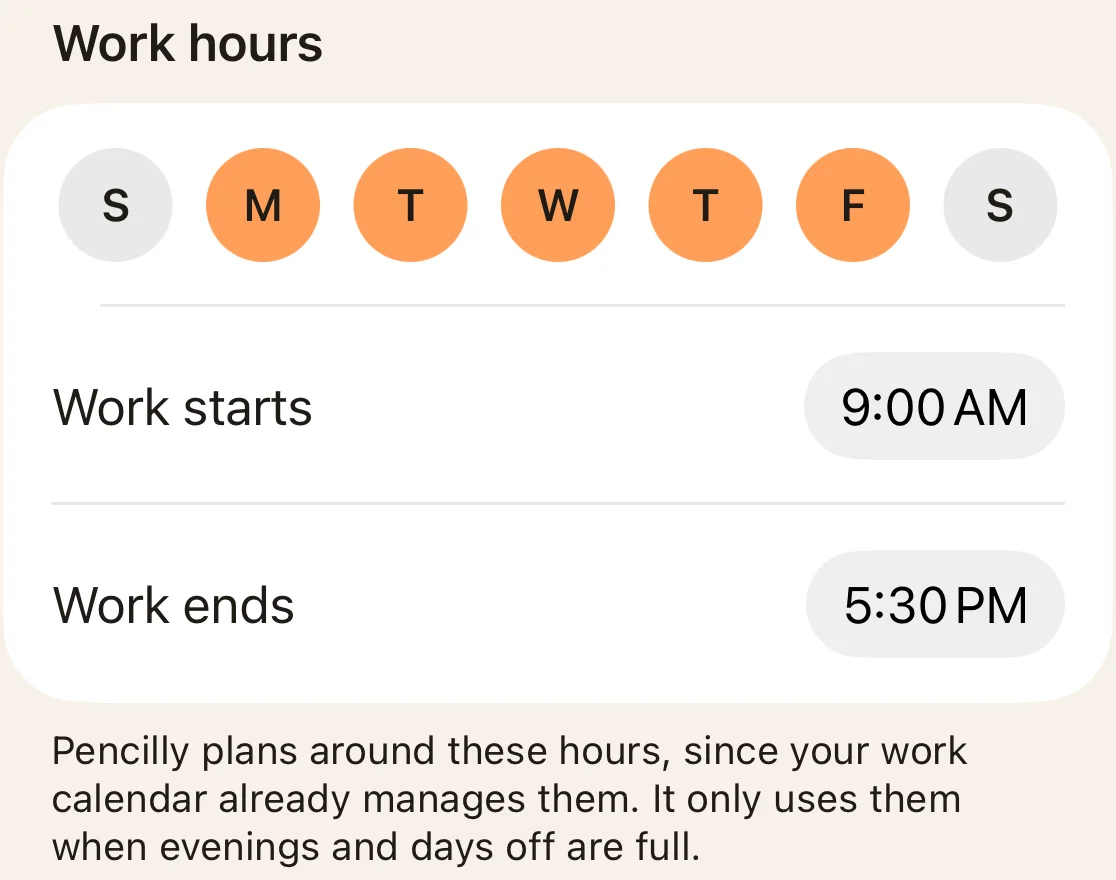 Work hours
S M T W T F S
Work starts 9:00 AM
Work ends 5:30 PM
Pencilly plans around these hours, since your work
calendar already manages them. It only uses them
when evenings and days off are full.